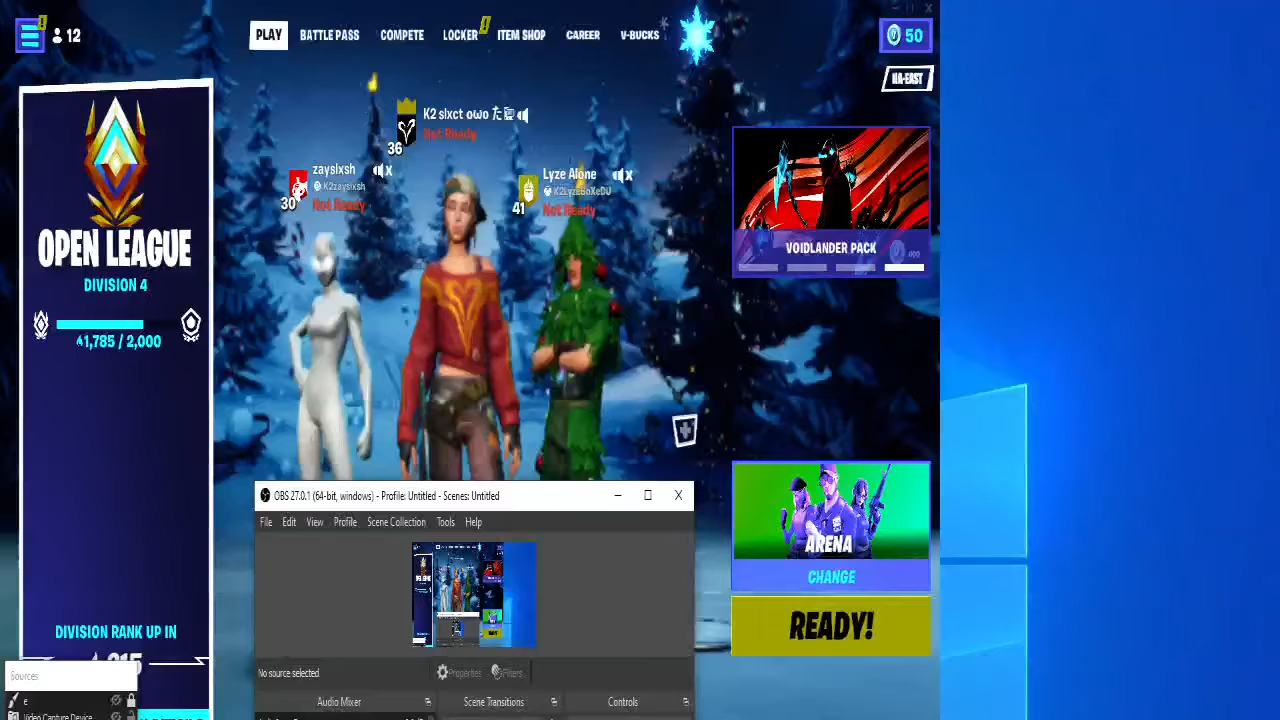 12
PLAY
BATTLE PASS
COMPETE
LOCKER
ITEM SHOP
CAREER
V-BUCKS
50
NA-EAST
OPEN LEAGUE
DIVISION 4
1,785 / 2,000
DIVISION RANK UP IN
215
K2 slxct owo
Not Ready
36
zayslxsh
K2zayslxsh
Not Ready
30
Lyze Alone
K2LyzeBoXeDU
Not Ready
41
VOIDLANDER PACK
ARENA
CHANGE
READY!
OBS 27.0.1 (64-bit, windows) - Profile: Untitled - Scenes: Untitled
File Edit View Profile Scene Collection Tools Help
No source selected
Properties
Filters
Audio Mixer
Scene Transitions
Controls
Sources
e
Video Capture Device